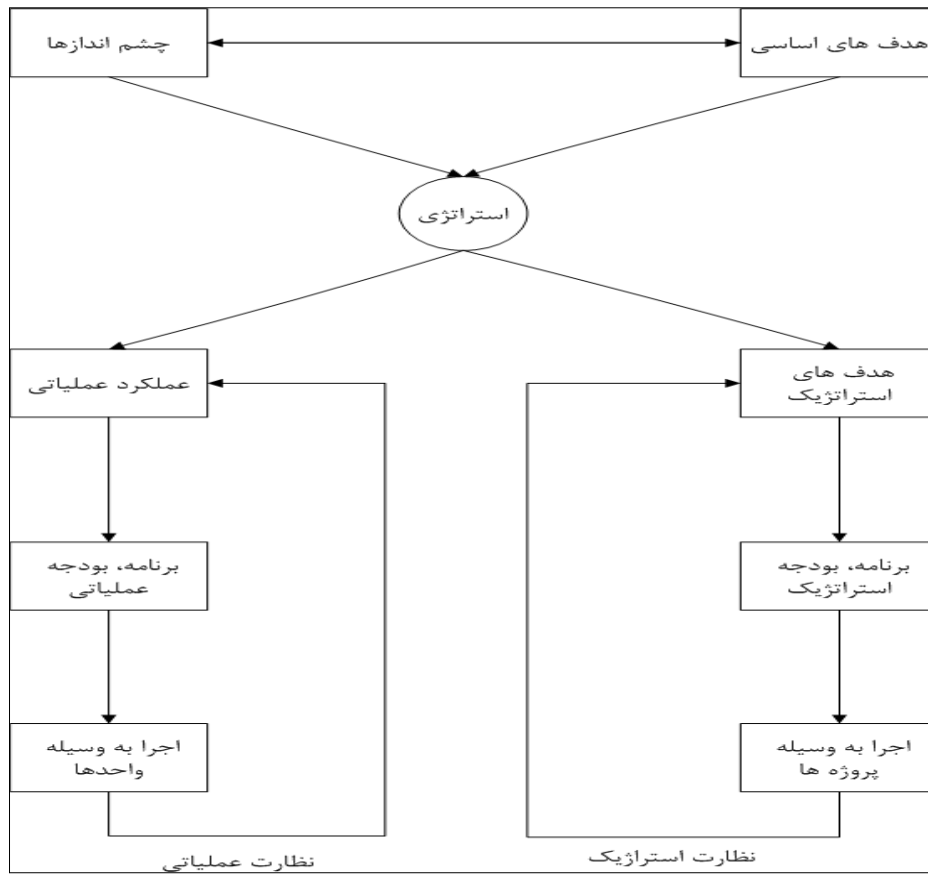 هدف های اساسی
چشم اندازها
استراتژی
هدف های
استراتژیک
عملکرد عملیاتی
برنامه، بودجه
استراتژیک
برنامه، بودجه
عملیاتی
اجرا به وسیله
پروژه ها
اجرا به وسیله
واحدها
نظارت استراژیک
نظارت عملیاتی